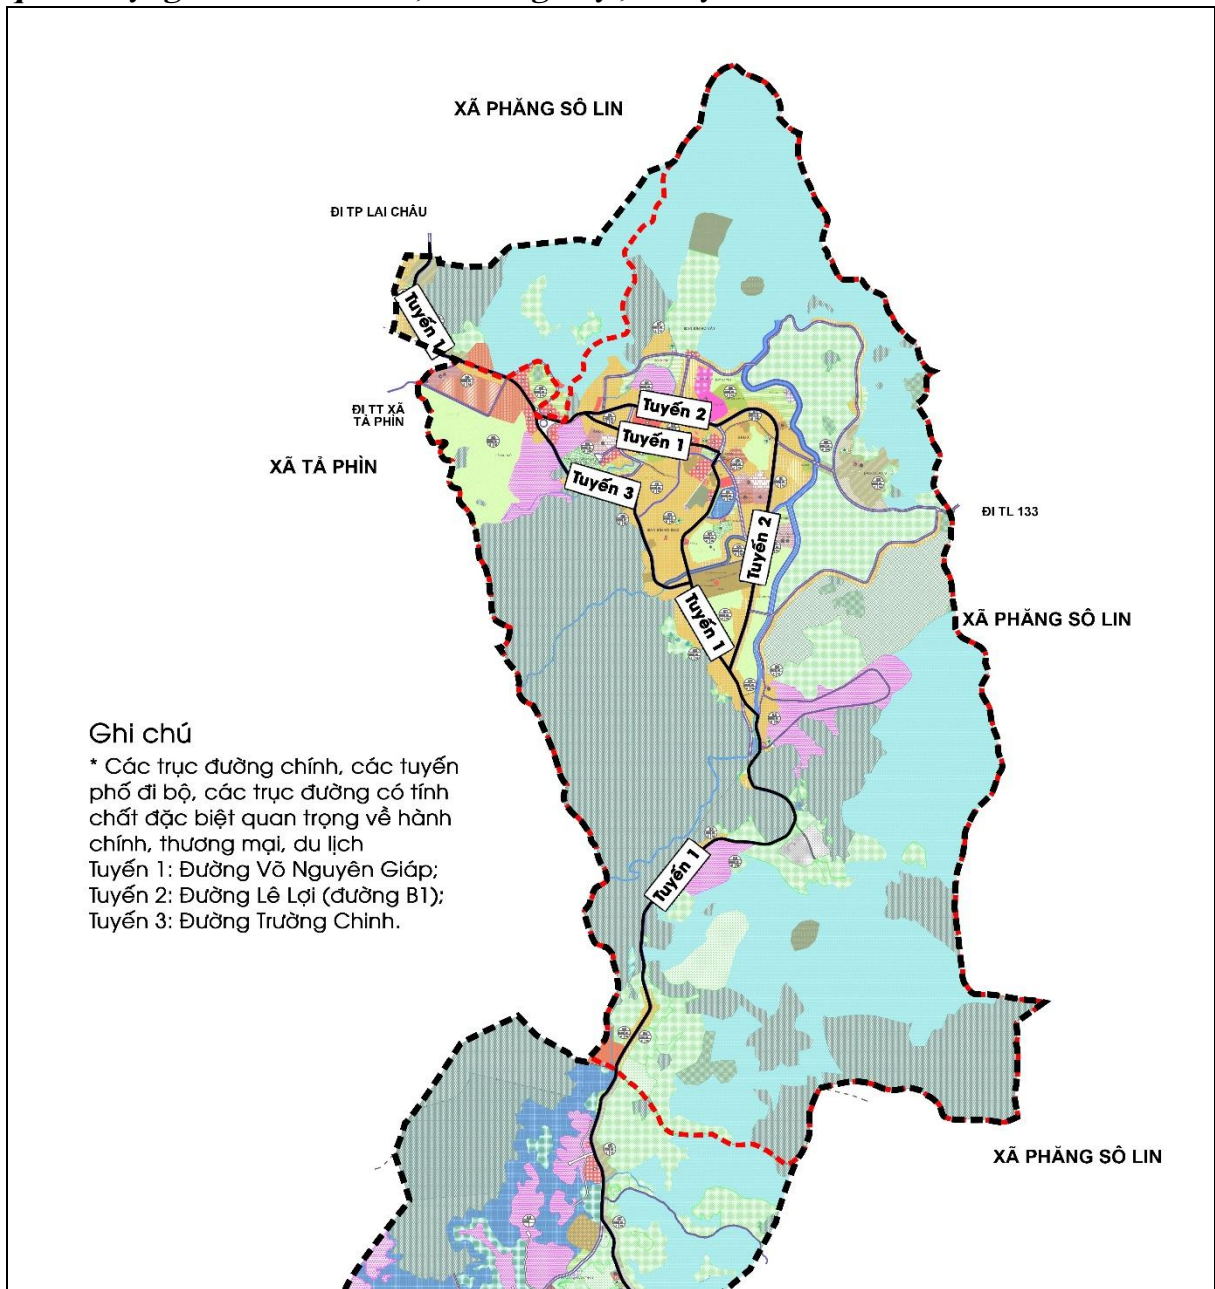 XÃ PHĂNG SÔ LIN
ĐI TP LAI CHÂU
Tuyến 1
ĐI TT XÃ
TẢ PHÌN
Tuyến 2
Tuyến 1
XÃ TẢ PHÌN
Tuyến 3
ĐI TL 133
Tuyến 2
Tuyến 1
XÃ PHĂNG SÔ LIN
Ghi chú
* Các trục đường chính, các tuyến
phố đi bộ, các trục đường có tính
chất đặc biệt quan trọng về hành
chính, thương mại, du lịch
Tuyến 1: Đường Võ Nguyên Giáp;
Tuyến 2: Đường Lê Lợi (đường B1);
Tuyến 3: Đường Trường Chinh.
Tuyến 1
XÃ PHĂNG SÔ LIN